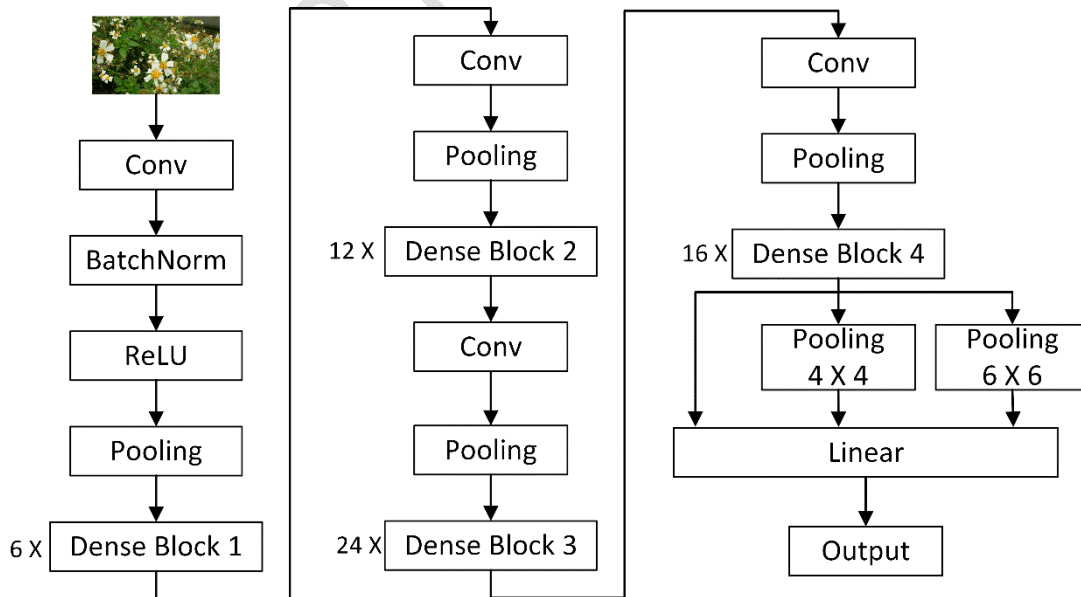 Conv
BatchNorm
ReLU
Pooling
6 X
Dense Block 1
Conv
Pooling
12 X
Dense Block 2
Conv
Pooling
24 X
Dense Block 3
Conv
Pooling
16 X
Dense Block 4
Pooling
4 X 4
Pooling
6 X 6
Linear
Output